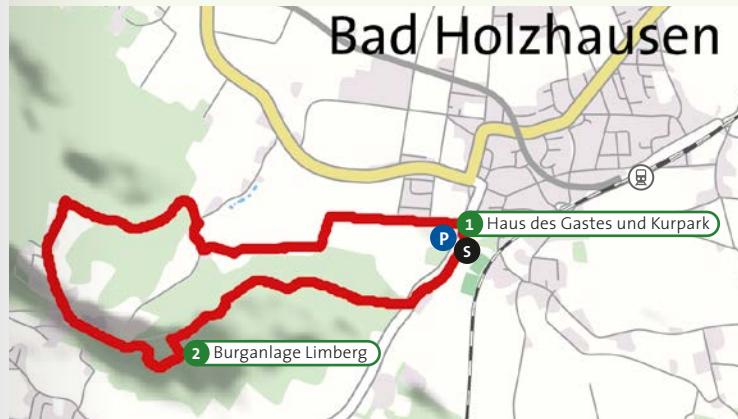 Bad Holzhausen
1 Haus des Gastes und Kurpark
P
S
2 Burganlage Limberg